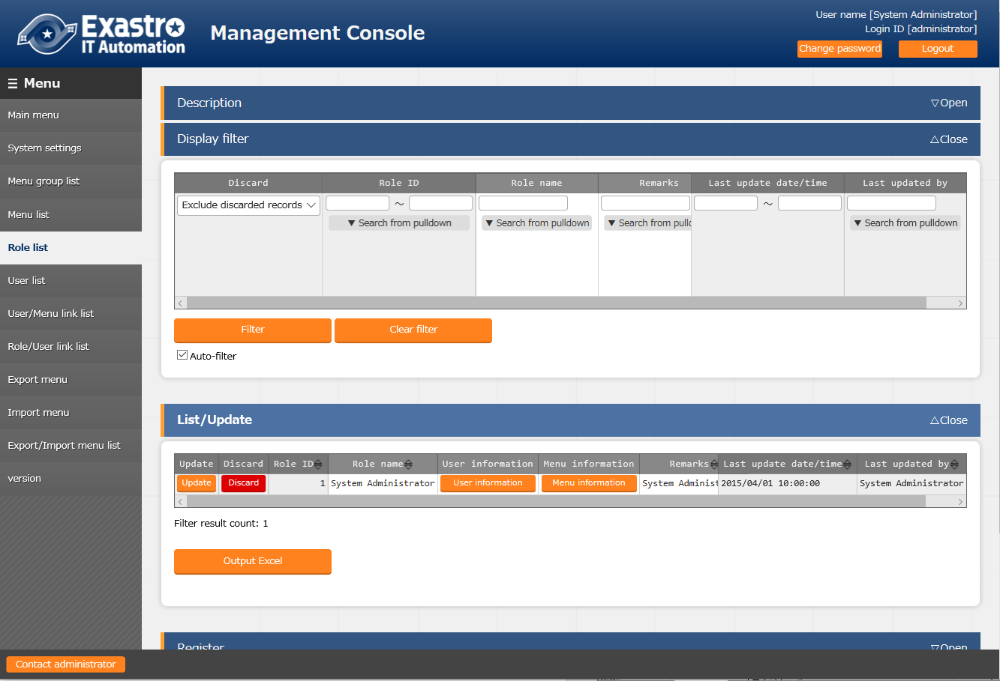 Exastro
IT Automation
Management Console
User name [System Administrator]
Login ID [administrator]
Change password
Logout
Menu
Main menu
System settings
Menu group list
Menu list
Role list
User list
User/Menu link list
Role/User link list
Export menu
Import menu
Export/Import menu list
version
Description
▽Open
Display filter
△Close
Discard Role ID Role name Remarks Last update date/time Last updated by
Exclude discarded records ~ ~
▼ Search from pulldown ▼ Search from pulldown ▼ Search from pulld ▼ Search from pulldown
Filter
Clear filter
Auto-filter
List/Update
△Close
Update Discard Role ID Role name User information Menu information Remarks Last update date/time Last updated by
Update Discard 1 System Administrator User information Menu information System Administ 2015/04/01 10:00:00 System Administrator
Filter result count: 1
Output Excel
Register
▽Open
Contact administrator